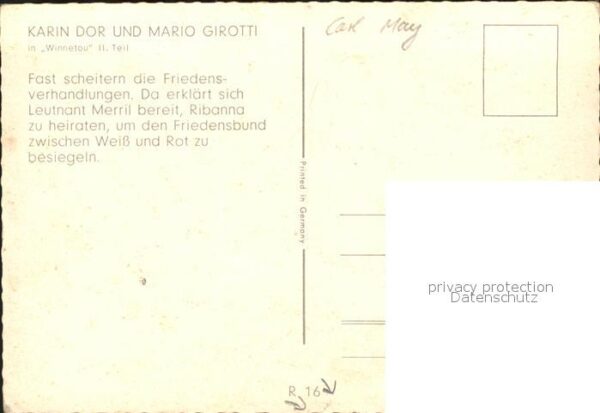 KARIN DOR UND MARIO GIROTTI
in „Winnetou" II. Teil
Fast scheitern die Friedens-
verhandlungen. Da erklärt sich
Leutnant Merril bereit, Ribanna
zu heiraten, um den Friedensbund
zwischen Weiß und Rot zu
besiegeln.
Printed in Germany
Carl May
privacy protection
Datenschutz
R 16